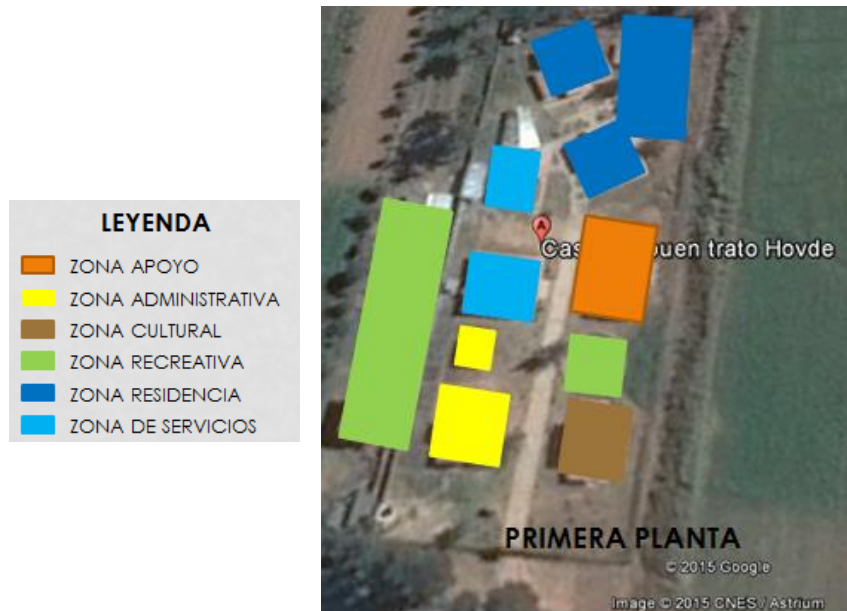 LEYENDA
ZONA APOYO
ZONA ADMINISTRATIVA
ZONA CULTURAL
ZONA RECREATIVA
ZONA RESIDENCIA
ZONA DE SERVICIOS
A
trato Hovde
PRIMERA PLANTA
© 2015 Google
Image © 2015 CNES / Astrium